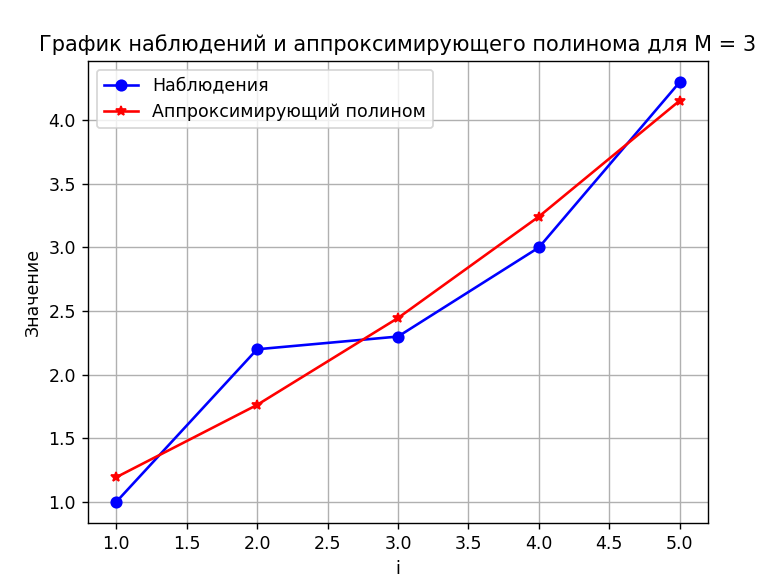 График наблюдений и аппроксимирующего полинома для M = 3
Наблюдения
Аппроксимирующий полином
4.0
3.5
3.0
2.5
2.0
1.5
1.0
Значение
1.0 1.5 2.0 2.5 3.0 3.5 4.0 4.5 5.0
i